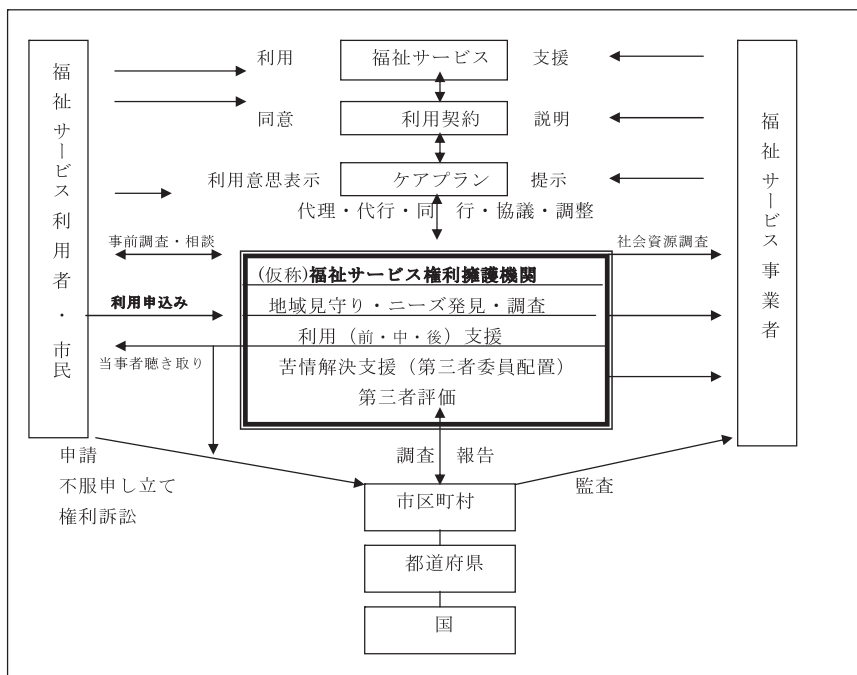 福祉サービス利用者・市民
利用 福祉サービス 支援
同意 利用契約 説明
利用意思表示 ケアプラン 提示
代理・代行・同 行・協議・調整
事前調査・相談
社会資源調査
(仮称)福祉サービス権利擁護機関
利用申込み
地域見守り・ニーズ発見・調査
利用（前・中・後）支援
当事者聴き取り
苦情解決支援（第三者委員配置）
第三者評価
福祉サービス事業者
申請
不服申し立て
権利訴訟
調査 報告
監査
市区町村
都道府県
国